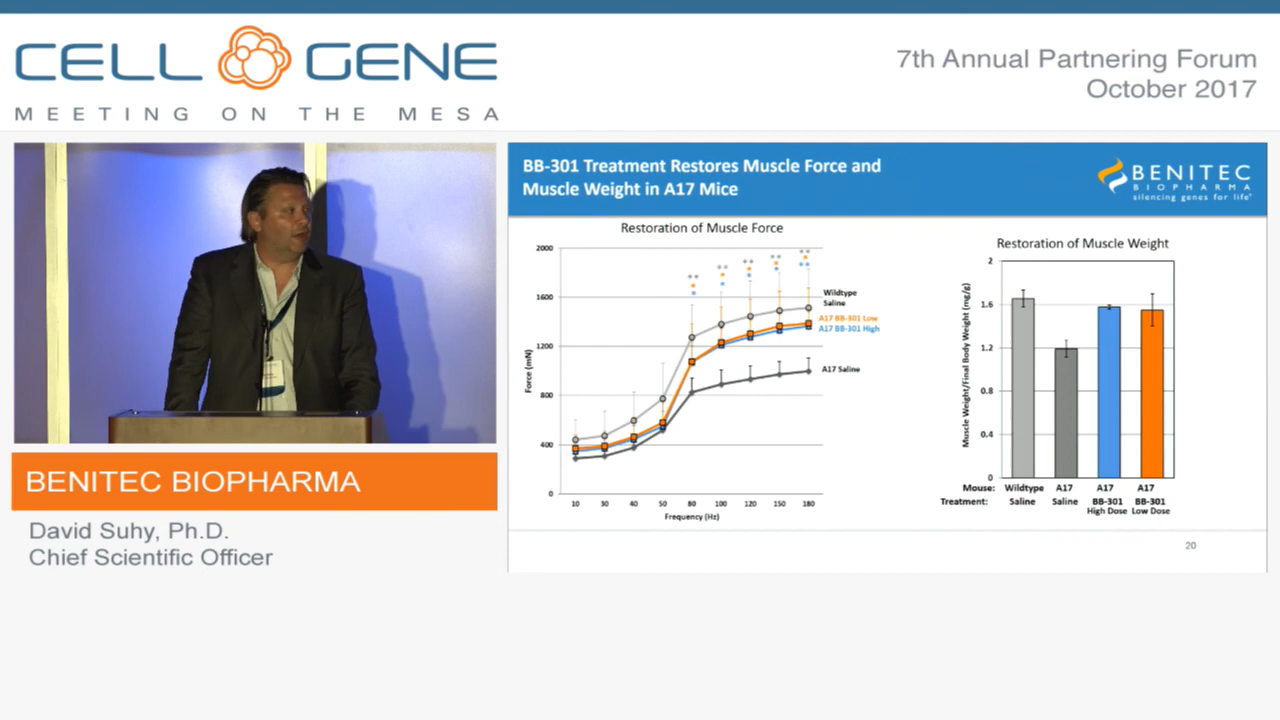 CELL GENE
MEETING ON THE MESA
7th Annual Partnering Forum
October 2017
BENITEC BIOPHARMA
David Suhy, Ph.D.
Chief Scientific Officer
BB-301 Treatment Restores Muscle Force and
Muscle Weight in A17 Mice
BENITEC
BIOPHARMA
silencing genes for life®
Restoration of Muscle Force
2000
1600
1200
800
400
0
Force (mN)
10 30 40 50 80 100 120 150 180
Frequency (Hz)
** ** ** ** **
Wildtype
Saline
A17 BB-301 Low
A17 BB-301 High
A17 Saline
Restoration of Muscle Weight
2
1.6
1.2
0.8
0.4
0
Muscle Weight/Final Body Weight (mg/g)
Mouse: Wildtype A17 A17 A17
Treatment: Saline Saline BB-301 BB-301
High Dose Low Dose
20